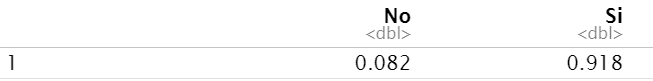 No Si
<dbl> <dbl>
1 0.082 0.918